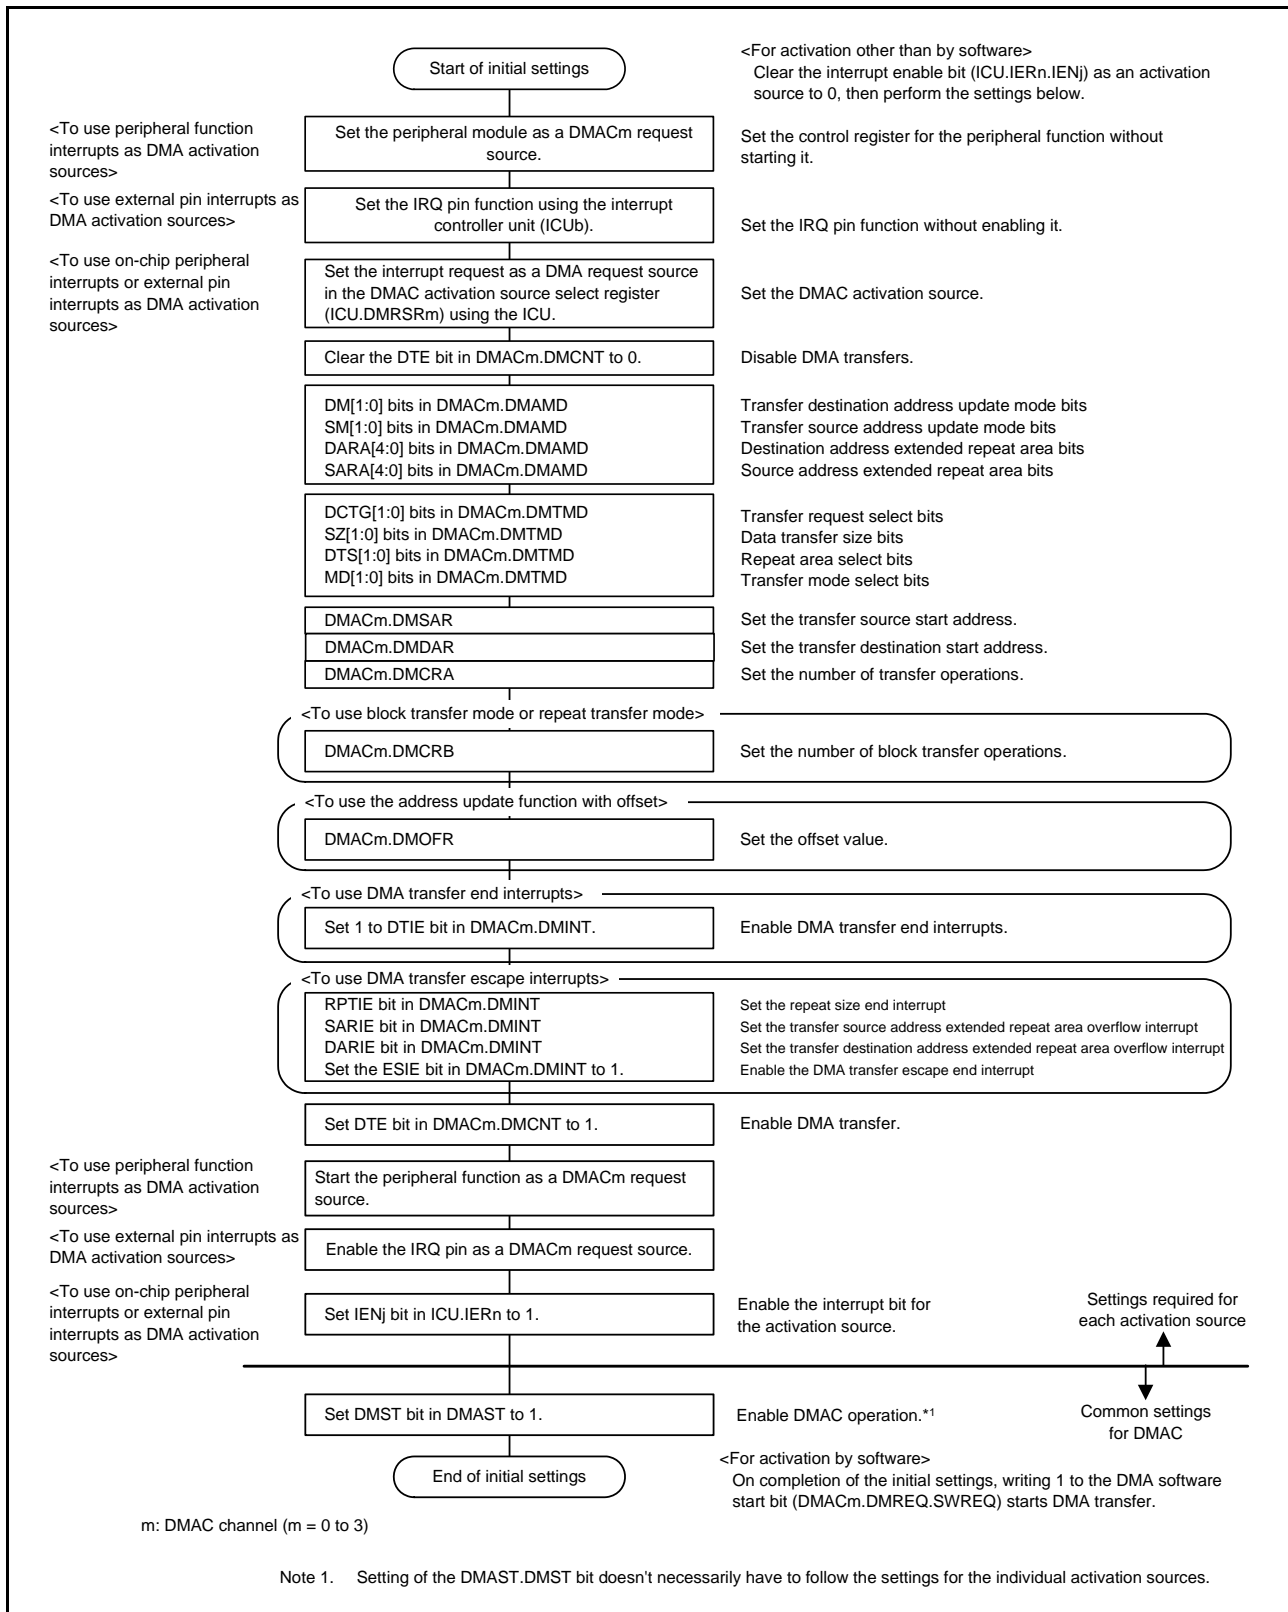 Start of initial settings
<For activation other than by software>
Clear the interrupt enable bit (ICU.IERn.IENj) as an activation
source to 0, then perform the settings below.
<To use peripheral function
interrupts as DMA activation
sources>
Set the peripheral module as a DMACm request
source.
Set the control register for the peripheral function without
starting it.
<To use external pin interrupts as
DMA activation sources>
Set the IRQ pin function using the interrupt
controller unit (ICUb).
Set the IRQ pin function without enabling it.
<To use on-chip peripheral
interrupts or external pin
interrupts as DMA activation
sources>
Set the interrupt request as a DMA request source
in the DMAC activation source select register
(ICU.DMRSRm) using the ICU.
Set the DMAC activation source.
Clear the DTE bit in DMACm.DMCNT to 0.
Disable DMA transfers.
DM[1:0] bits in DMACm.DMAMD
Transfer destination address update mode bits
SM[1:0] bits in DMACm.DMAMD
Transfer source address update mode bits
DARA[4:0] bits in DMACm.DMAMD
Destination address extended repeat area bits
SARA[4:0] bits in DMACm.DMAMD
Source address extended repeat area bits
DCTG[1:0] bits in DMACm.DMTMD
Transfer request select bits
SZ[1:0] bits in DMACm.DMTMD
Data transfer size bits
DTS[1:0] bits in DMACm.DMTMD
Repeat area select bits
MD[1:0] bits in DMACm.DMTMD
Transfer mode select bits
DMACm.DMSAR
Set the transfer source start address.
DMACm.DMDAR
Set the transfer destination start address.
DMACm.DMCRA
Set the number of transfer operations.
<To use block transfer mode or repeat transfer mode>
DMACm.DMCRB
Set the number of block transfer operations.
<To use the address update function with offset>
DMACm.DMOFR
Set the offset value.
<To use DMA transfer end interrupts>
Set 1 to DTIE bit in DMACm.DMINT.
Enable DMA transfer end interrupts.
<To use DMA transfer escape interrupts>
RPTIE bit in DMACm.DMINT
Set the repeat size end interrupt
SARIE bit in DMACm.DMINT
Set the transfer source address extended repeat area overflow interrupt
DARIE bit in DMACm.DMINT
Set the transfer destination address extended repeat area overflow interrupt
Set the ESIE bit in DMACm.DMINT to 1.
Enable the DMA transfer escape end interrupt
Set DTE bit in DMACm.DMCNT to 1.
Enable DMA transfer.
<To use peripheral function
interrupts as DMA activation
sources>
Start the peripheral function as a DMACm request
source.
<To use external pin interrupts as
DMA activation sources>
Enable the IRQ pin as a DMACm request source.
<To use on-chip peripheral
interrupts or external pin
interrupts as DMA activation
sources>
Set IENj bit in ICU.IERn to 1.
Enable the interrupt bit for
the activation source.
Settings required for
each activation source
Set DMST bit in DMAST to 1.
Enable DMAC operation.*1
Common settings
for DMAC
End of initial settings
<For activation by software>
On completion of the initial settings, writing 1 to the DMA software
start bit (DMACm.DMREQ.SWREQ) starts DMA transfer.
m: DMAC channel (m = 0 to 3)
Note 1. Setting of the DMAST.DMST bit doesn't necessarily have to follow the settings for the individual activation sources.